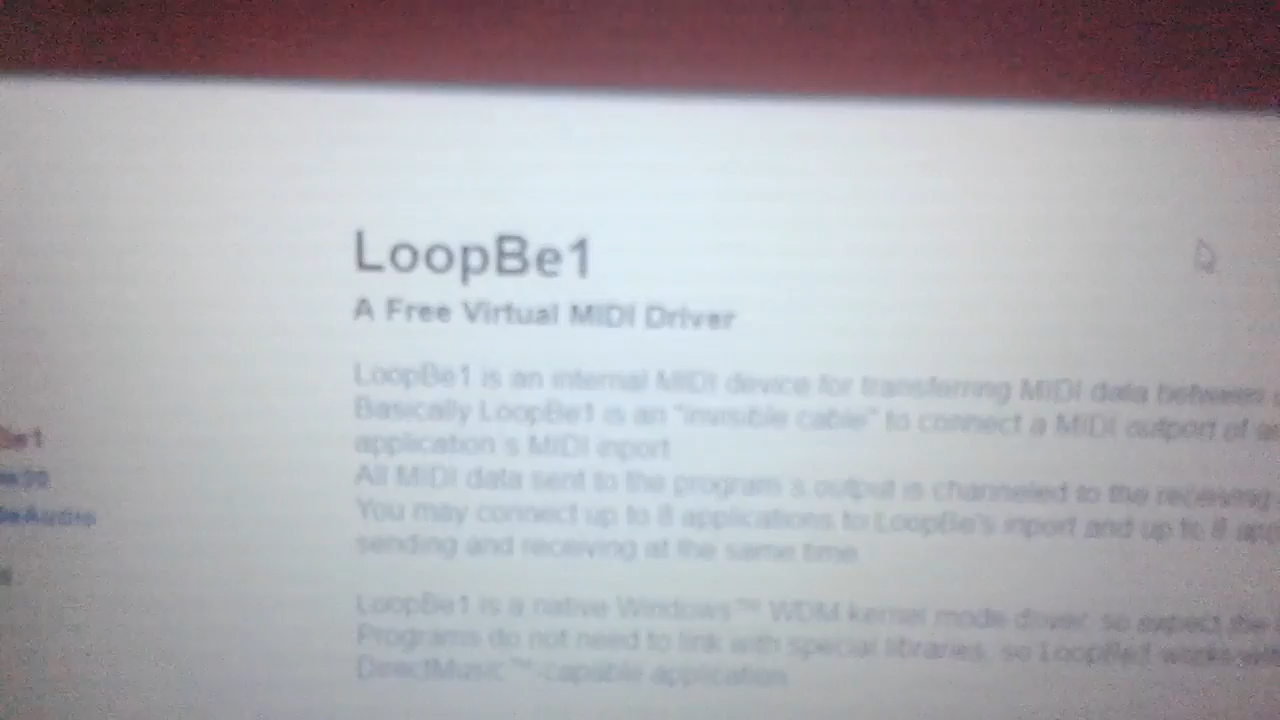 LoopBe1
A Free Virtual MIDI Driver
LoopBe1 is an internal MIDI device for transferring MIDI data between
Basically LoopBe1 is an "invisible cable" to connect a MIDI outport of
application s MIDI inport
All MIDI data sent to the program s output is channeled to the receiving
You may connect up to 8 applications to LoopBe's inport and up to 8
sending and receiving at the same time
LoopBe1 is a native Windows™ WDM kernel mode driver, so expect the
Programs do not need to link with special libraries, so LoopBe1 works
DirectMusic™-capable application